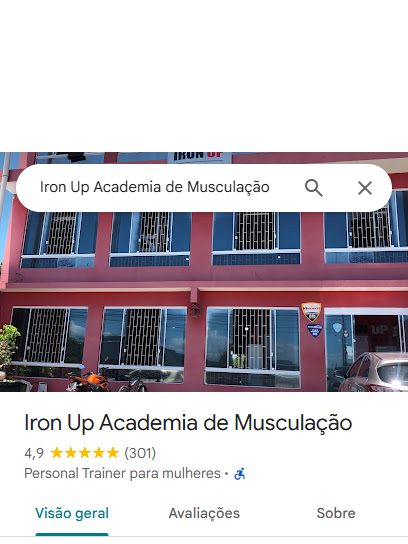 IRON UP
Iron Up Academia de Musculação
Iron Up Academia de Musculação
4,9 ★★★★★ (301)
Personal Trainer para mulheres ·
Visão geral Avaliações Sobre